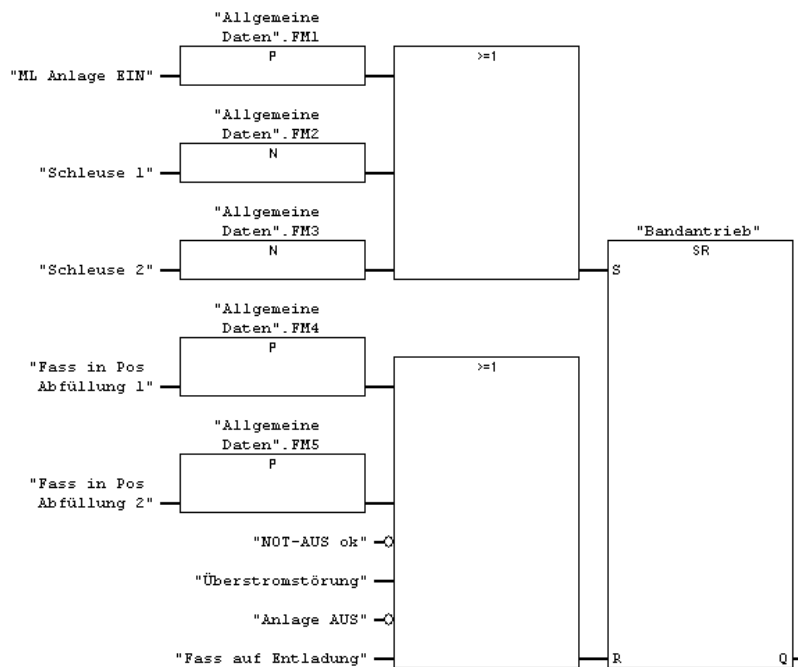 "Allgemeine
Daten".FM1
P
>=1
"ML Anlage EIN"
"Allgemeine
Daten".FM2
N
"Schleuse 1"
"Allgemeine
Daten".FM3
"Bandantrieb"
N
SR
"Schleuse 2"
S
"Allgemeine
Daten".FM4
P
>=1
"Fass in Pos
Abfüllung 1"
"Allgemeine
Daten".FM5
P
"Fass in Pos
Abfüllung 2"
"NOT-AUS ok"
"Überstromstörung"
"Anlage AUS"
"Fass auf Entladung"
R
Q